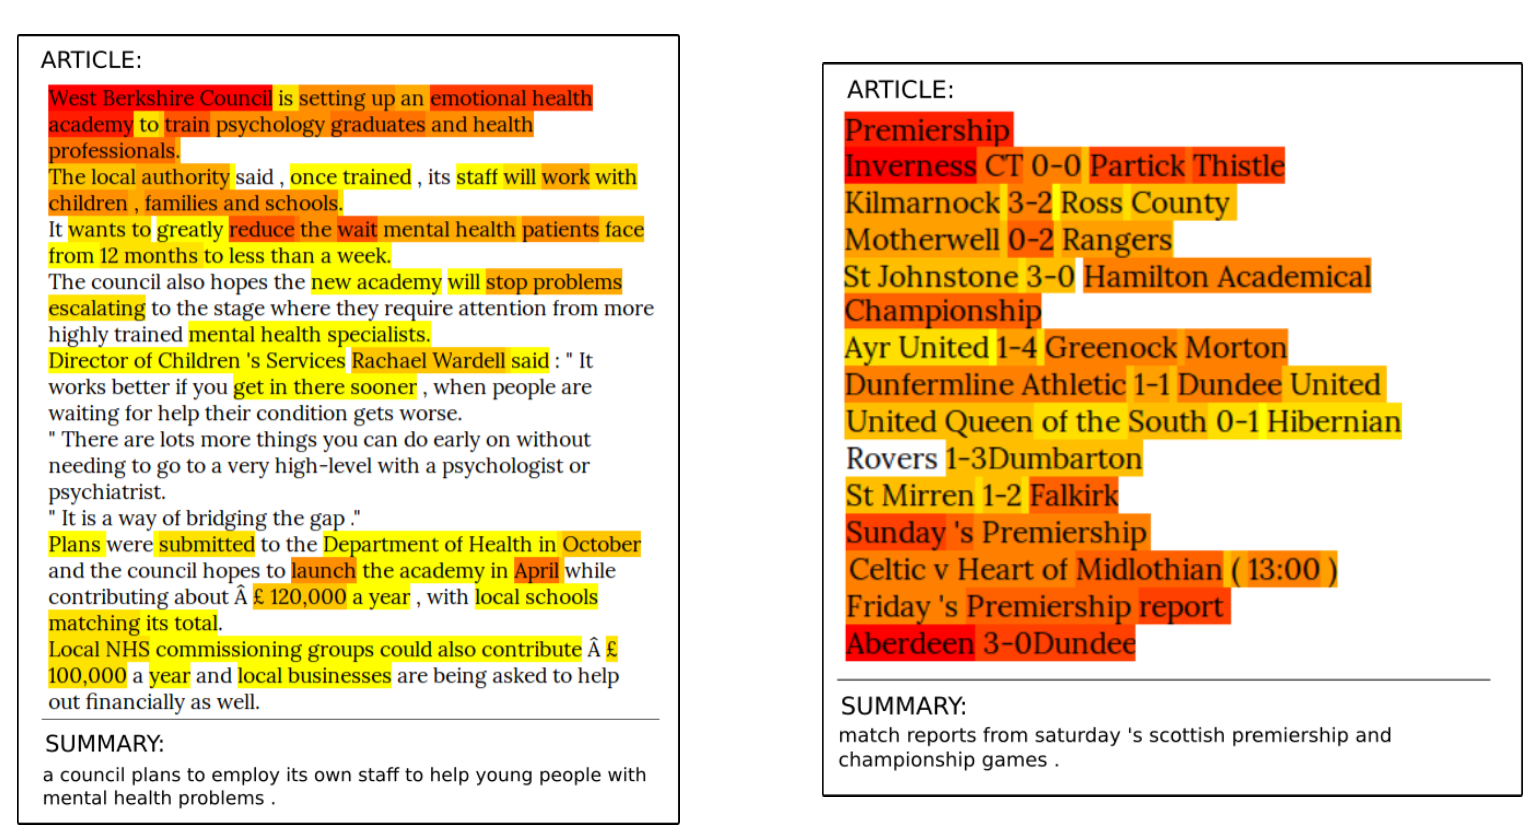 ARTICLE:
West Berkshire Council is setting up an emotional health
academy to train psychology graduates and health
professionals.
The local authority said , once trained , its staff will work with
children , families and schools.
It wants to greatly reduce the wait mental health patients face
from 12 months to less than a week.
The council also hopes the new academy will stop problems
escalating to the stage where they require attention from more
highly trained mental health specialists.
Director of Children 's Services Rachael Wardell said : " It
works better if you get in there sooner , when people are
waiting for help their condition gets worse.
" There are lots more things you can do early on without
needing to go to a very high-level with a psychologist or
psychiatrist.
" It is a way of bridging the gap ."
Plans were submitted to the Department of Health in October
and the council hopes to launch the academy in April while
contributing about Â £ 120,000 a year , with local schools
matching its total.
Local NHS commissioning groups could also contribute Â £
100,000 a year and local businesses are being asked to help
out financially as well.
SUMMARY:
a council plans to employ its own staff to help young people with
mental health problems .
ARTICLE:
Premiership
Inverness CT 0-0 Partick Thistle
Kilmarnock 3-2 Ross County
Motherwell 0-2 Rangers
St Johnstone 3-0 Hamilton Academical
Championship
Ayr United 1-4 Greenock Morton
Dunfermline Athletic 1-1 Dundee United
United Queen of the South 0-1 Hibernian
Rovers 1-3Dumbarton
St Mirren 1-2 Falkirk
Sunday 's Premiership
Celtic v Heart of Midlothian ( 13:00 )
Friday 's Premiership report
Aberdeen 3-0Dundee
SUMMARY:
match reports from saturday 's scottish premiership and
championship games .